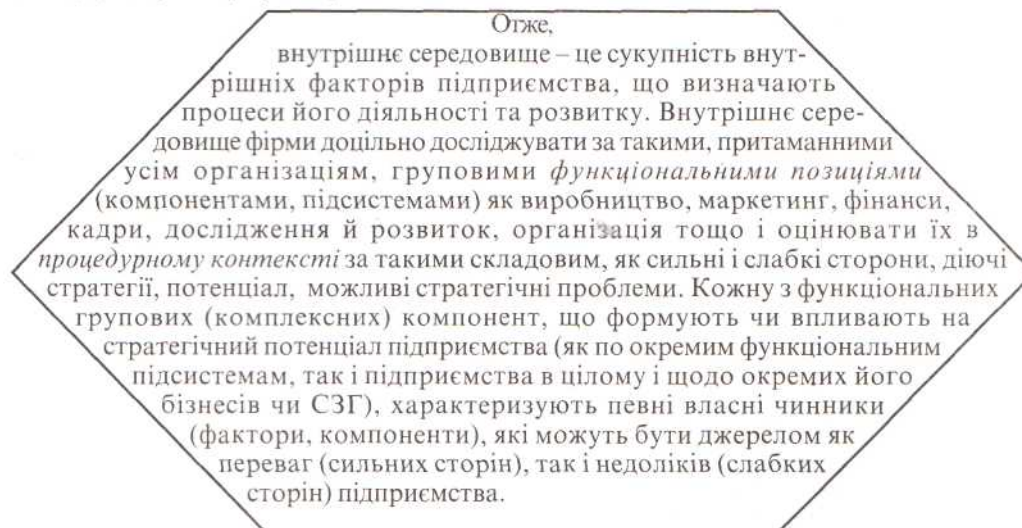 Отже,
внутрішнє середовище – це сукупність внут-
рішніх факторів підприємства, що визначають
процеси його діяльності та розвитку. Внутрішнє сере-
довище фірми доцільно досліджувати за такими, притаманними
усім організаціям, груповими функціональними позиціями
(компонентами, підсистемами) як виробництво, маркетинг, фінанси,
кадри, дослідження й розвиток, організація тощо і оцінювати їх в
процедурному контексті за такими складовим, як сильні і слабкі сторони, діючі
стратегії, потенціал, можливі стратегічні проблеми. Кожну з функціональних
групових (комплексних) компонент, що формують чи впливають на
стратегічний потенціал підприємства (як по окремим функціональним
підсистемам, так і підприємства в цілому і щодо окремих його
бізнесів чи СЗГ), характеризують певні власні чинники
(фактори, компоненти), які можуть бути джерелом як
переваг (сильних сторін), так і недоліків (слабких
сторін) підприємства.